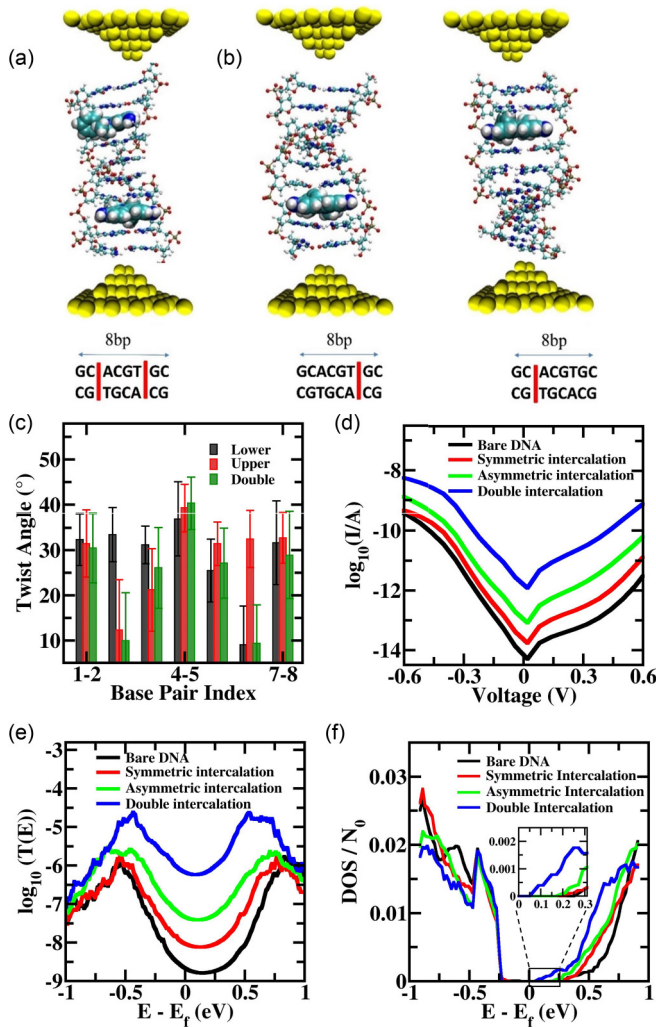 (a)
(b)
8bp
GC ACGT GC
CG TGCA CG
8bp
GCACGT GC
CGTGCA CG
8bp
GC ACGTGC
CG TGCACG
(c)
Lower
Upper
Double
Twist Angle (°)
50
40
30
20
10
1-2
4-5
7-8
Base Pair Index
(d)
Bare DNA
Symmetric intercalation
Asymmetric intercalation
Double intercalation
log10(I/A)
-8
-10
-12
-14
-0.6
-0.3
0
0.3
0.6
Voltage (V)
(e)
Bare DNA
Symmetric intercalation
Asymmetric intercalation
Double intercalation
log10 (T(E))
-3
-4
-5
-6
-7
-8
-9
-1
-0.5
0
0.5
1
E - Ef (eV)
(f)
Bare DNA
Symmetric Intercalation
Asymmetric Intercalation
Double Intercalation
DOS / N0
0.03
0.02
0.01
0
0.002
0.001
0
0.1
0.2
0.3
-1
-0.5
0
0.5
1
E - Ef (eV)